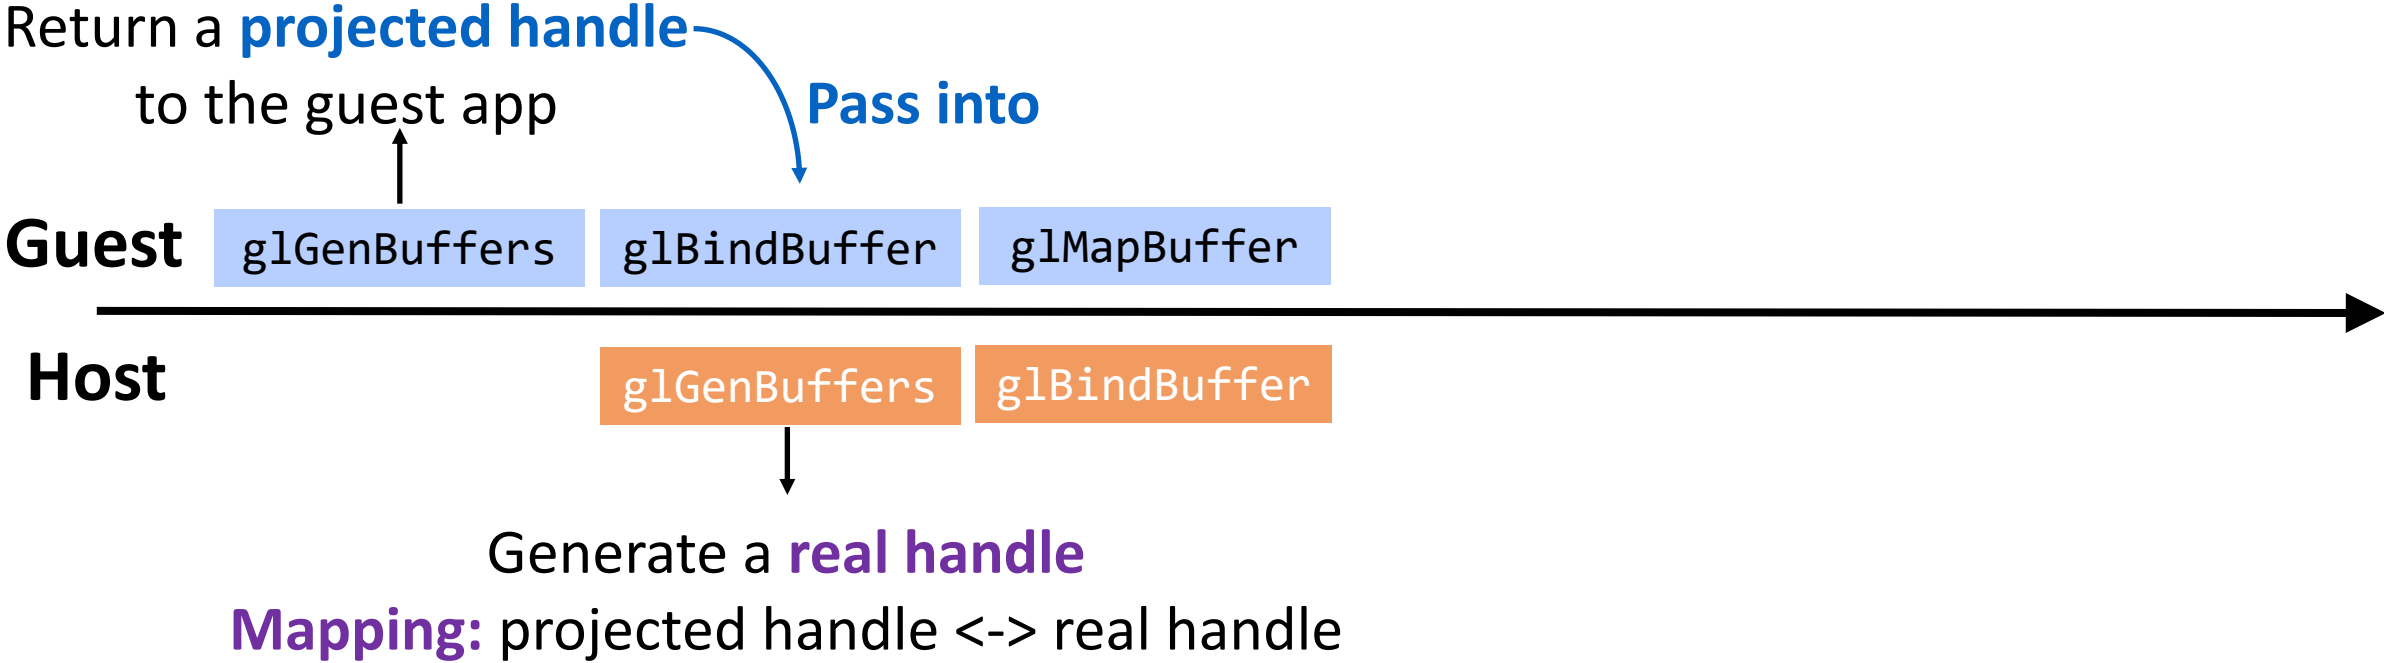 Return a projected handle
to the guest app
Pass into
Guest
glGenBuffers
glBindBuffer
glMapBuffer
Host
glGenBuffers
glBindBuffer
Generate a real handle
Mapping: projected handle <-> real handle